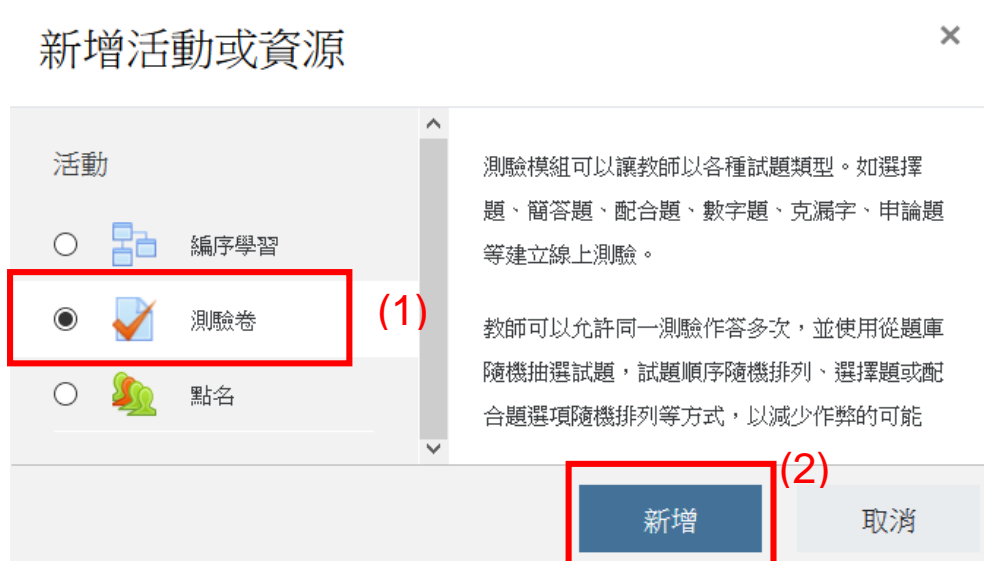 新增活動或資源
×
活動
編序學習
測驗卷
(1)
點名
測驗模組可以讓教師以各種試題類型。如選擇
題、簡答題、配合題、數字題、克漏字、申論題
等建立線上測驗。
教師可以允許同一測驗作答多次，並使用從題庫
隨機抽選試題，試題順序隨機排列、選擇題或配
合題選項隨機排列等方式，以減少作弊的可能
(2)
新增
取消